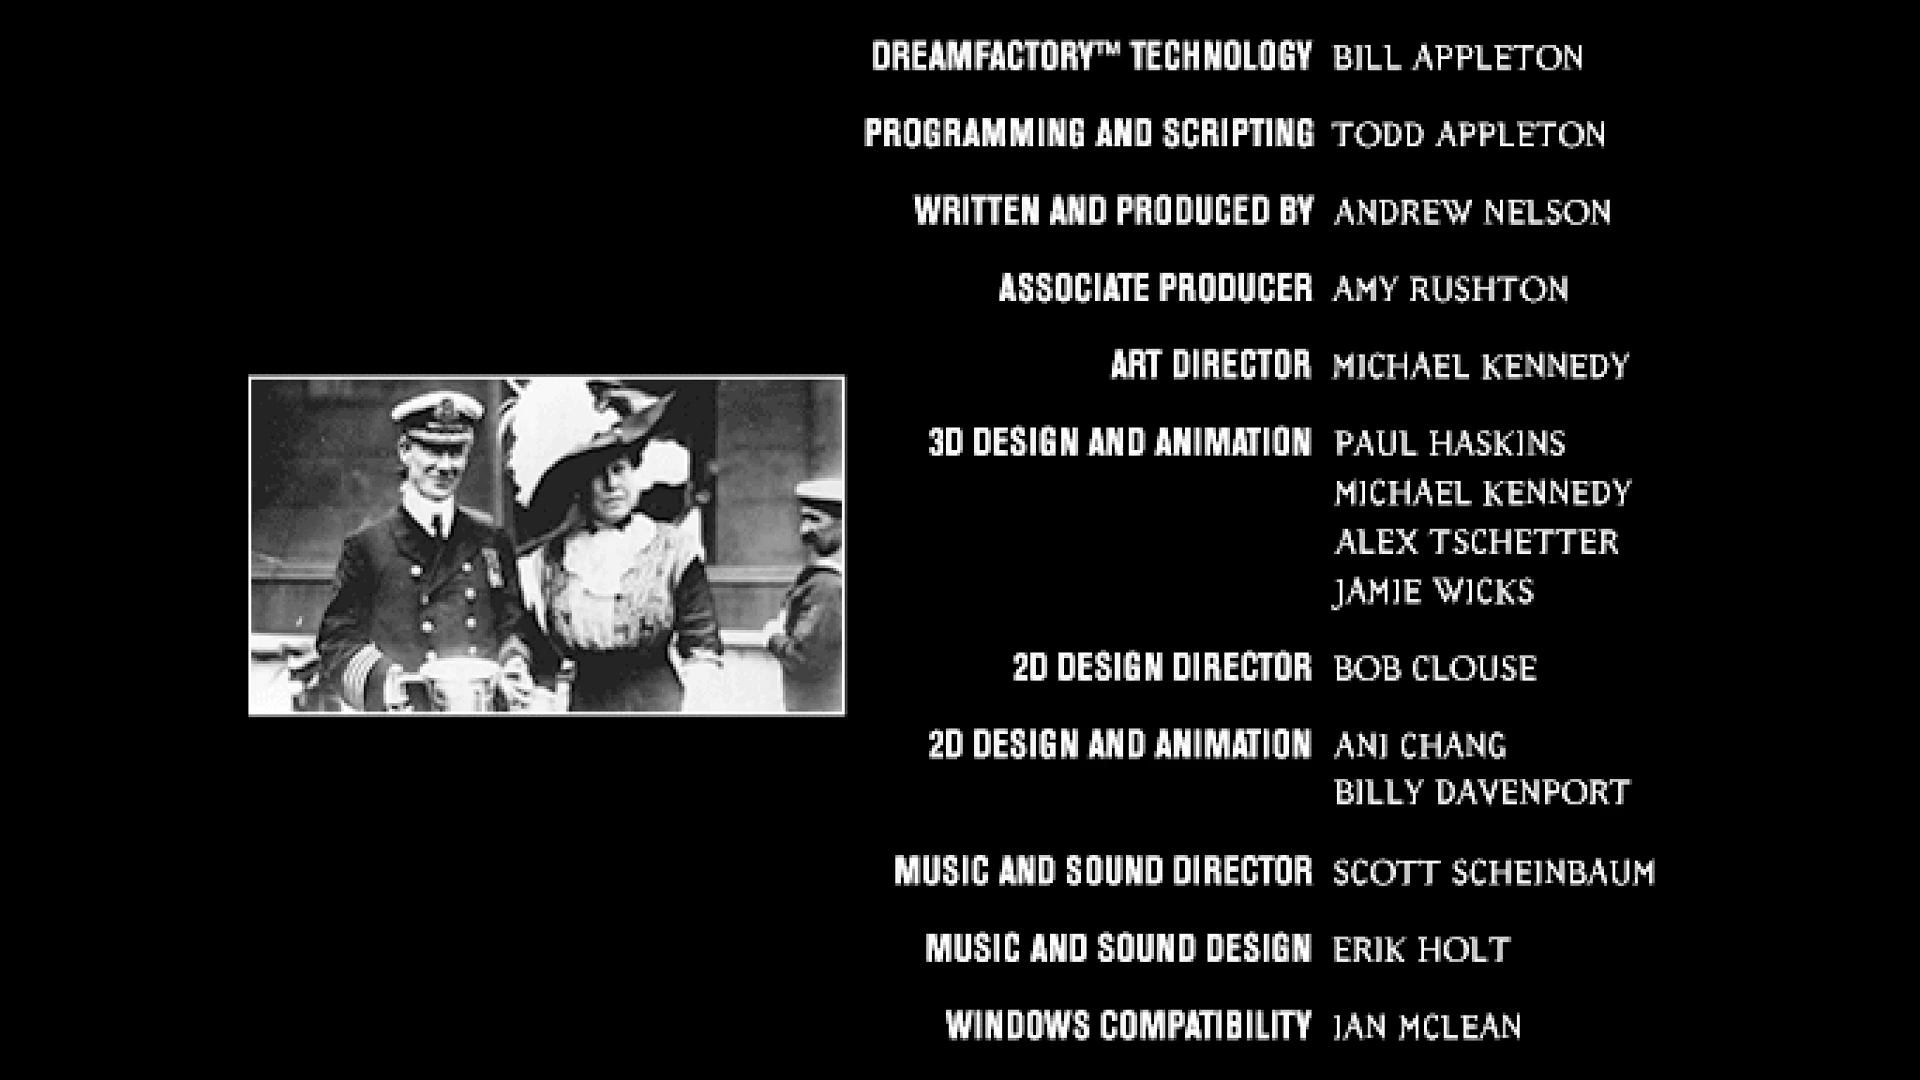 DREAMFACTORY™ TECHNOLOGY BILL APPLETON
PROGRAMMING AND SCRIPTING TODD APPLETON
WRITTEN AND PRODUCED BY ANDREW NELSON
ASSOCIATE PRODUCER AMY RUSHTON
ART DIRECTOR MICHAEL KENNEDY
3D DESIGN AND ANIMATION PAUL HASKINS
MICHAEL KENNEDY
ALEX TSCHETTER
JAMIE WICKS
2D DESIGN DIRECTOR BOB CLOUSE
2D DESIGN AND ANIMATION ANI CHANG
BILLY DAVENPORT
MUSIC AND SOUND DIRECTOR SCOTT SCHEINBAUM
MUSIC AND SOUND DESIGN ERIK HOLT
WINDOWS COMPATIBILITY IAN MCLEAN